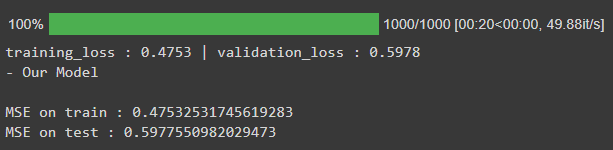 100% 1000/1000 [00:20<00:00, 49.88it/s]
training_loss : 0.4753 | validation_loss : 0.5978
- Our Model
MSE on train : 0.47532531745619283
MSE on test : 0.5977550982029473